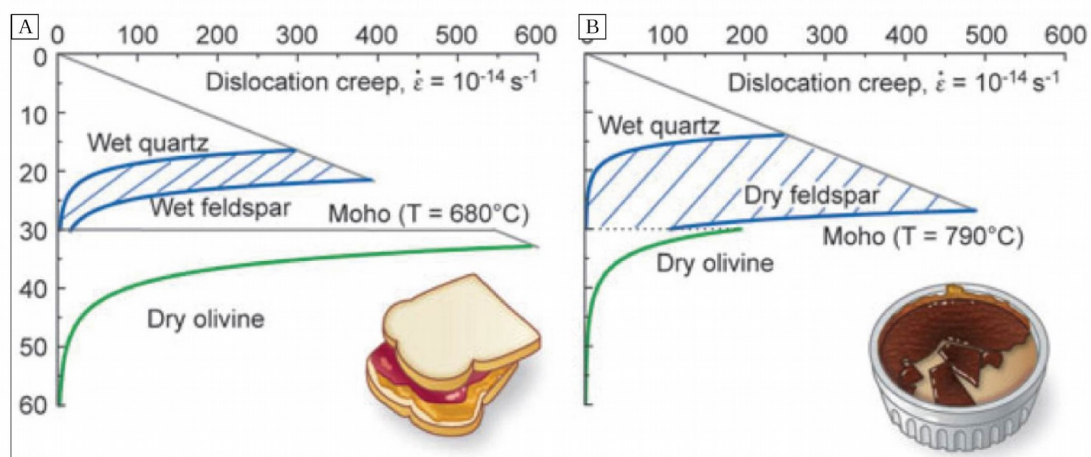 A
0 100 200 300 400 500 600
0
Dislocation creep, ε̇ = 10⁻¹⁴ s⁻¹
10
Wet quartz
20
Wet feldspar
Moho (T = 680°C)
30
40
Dry olivine
50
60
B
0 100 200 300 400 500 600
Dislocation creep, ε̇ = 10⁻¹⁴ s⁻¹
Wet quartz
Dry feldspar
Moho (T = 790°C)
Dry olivine